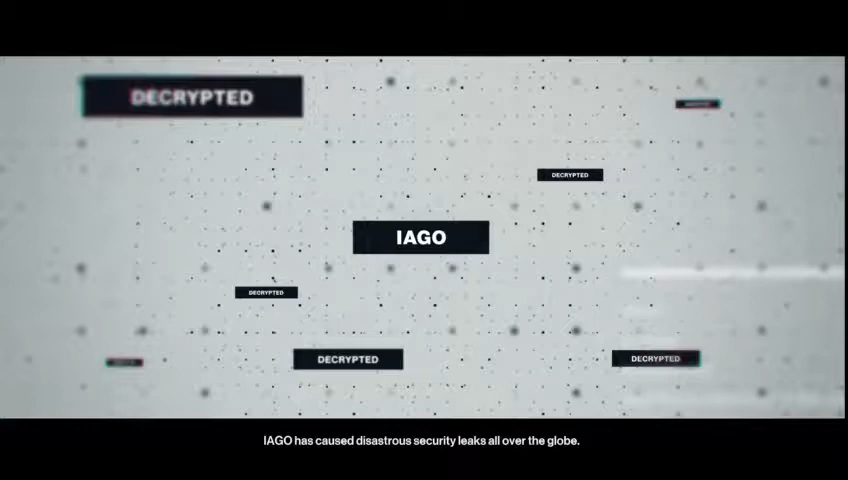 DECRYPTED
DECRYPTED
IAGO
DECRYPTED
DECRYPTED
DECRYPTED
IAGO has caused disastrous security leaks all over the globe.